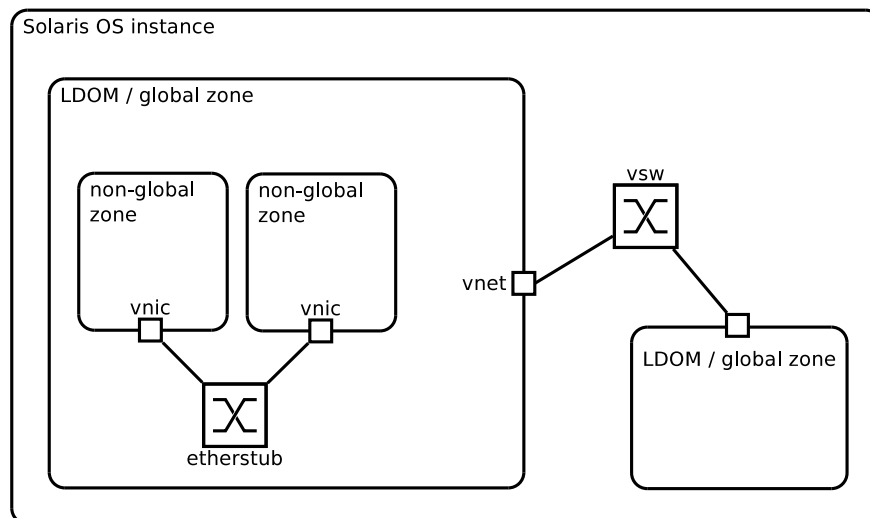 Solaris OS instance
LDOM / global zone
non-global
zone
non-global
zone
vsw
vnet
vnic
vnic
LDOM / global zone
etherstub